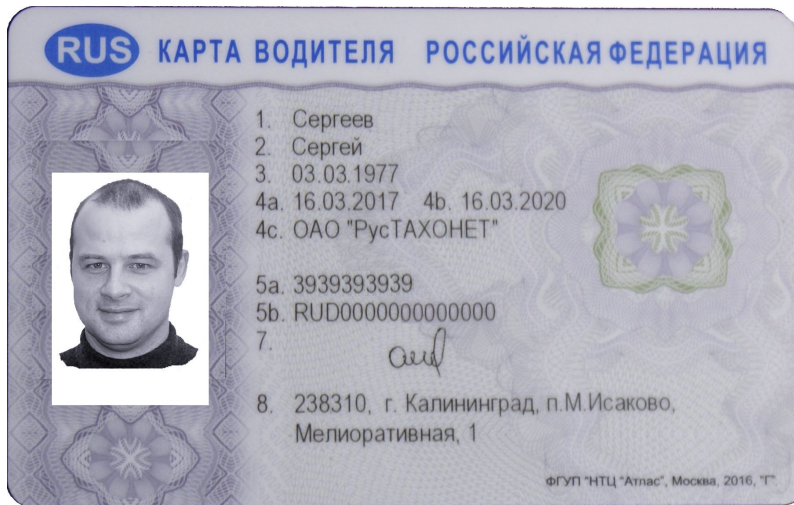 RUS КАРТА ВОДИТЕЛЯ РОССИЙСКАЯ ФЕДЕРАЦИЯ
1. Сергеев
2. Сергей
3. 03.03.1977
4a. 16.03.2017 4b. 16.03.2020
4c. ОАО "РусТАХОНЕТ"
5a. 3939393939
5b. RUD0000000000000
7.
8. 238310, г. Калининград, п.М.Исаково,
Мелиоративная, 1
ФГУП "НТЦ "Атлас", Москва, 2016, "Г".